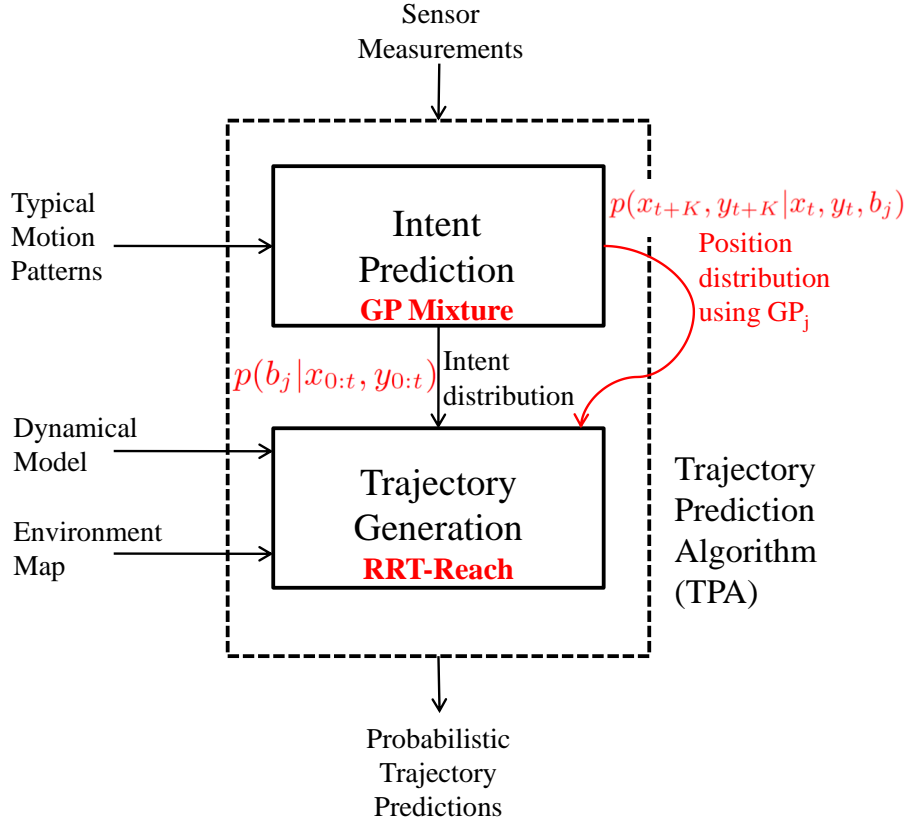 Sensor
Measurements
Typical
Motion
Patterns
Intent
Prediction
GP Mixture
p(x_{t+K}, y_{t+K}|x_t, y_t, b_j)
Position
distribution
using GP_j
p(b_j|x_{0:t}, y_{0:t})
Intent
distribution
Dynamical
Model
Environment
Map
Trajectory
Generation
RRT-Reach
Trajectory
Prediction
Algorithm
(TPA)
Probabilistic
Trajectory
Predictions